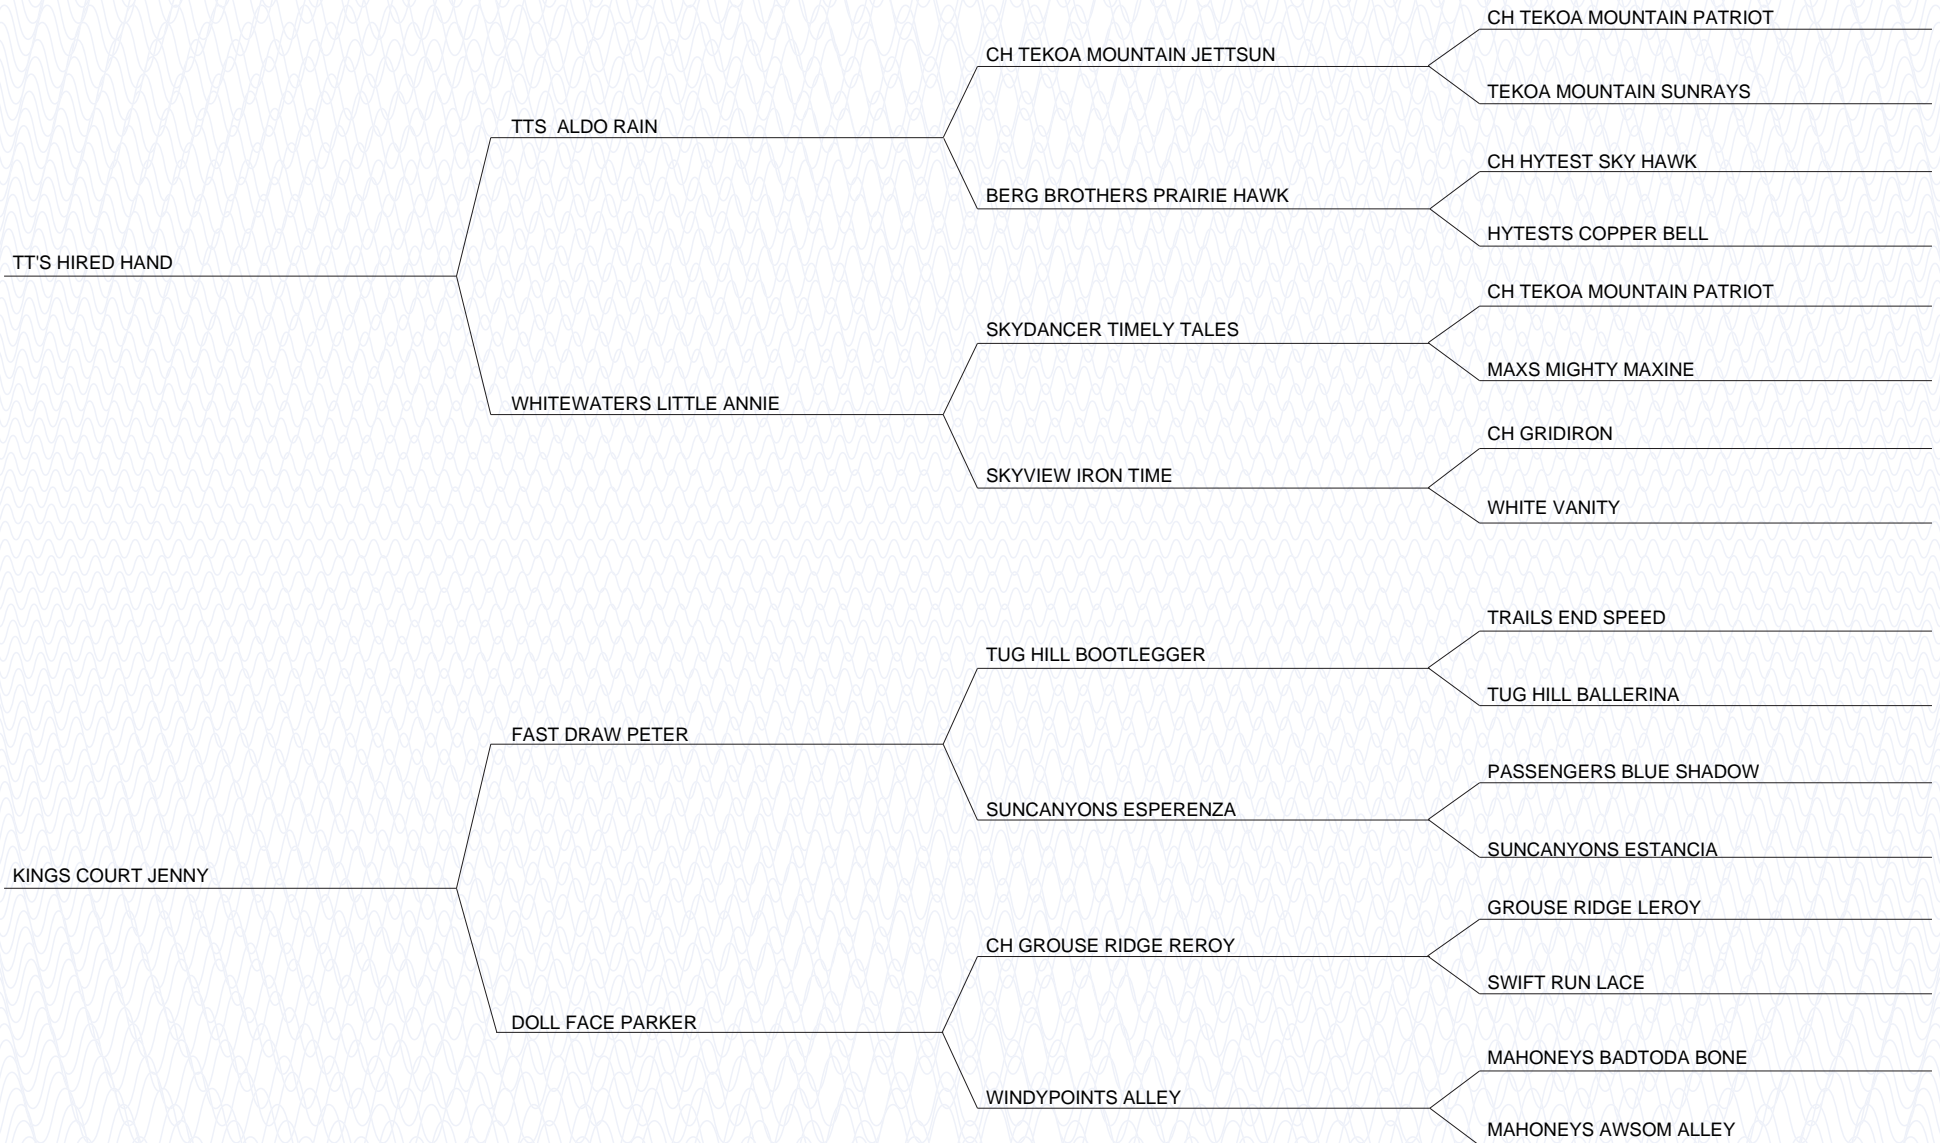 CH TEKOA MOUNTAIN PATRIOT
CH TEKOA MOUNTAIN JETTSUN
TEKOA MOUNTAIN SUNRAYS
TTS  ALDO RAIN
CH HYTEST SKY HAWK
BERG BROTHERS PRAIRIE HAWK
HYTESTS COPPER BELL
TT'S HIRED HAND
CH TEKOA MOUNTAIN PATRIOT
SKYDANCER TIMELY TALES
MAXS MIGHTY MAXINE
WHITEWATERS LITTLE ANNIE
CH GRIDIRON
SKYVIEW IRON TIME
WHITE VANITY
TRAILS END SPEED
TUG HILL BOOTLEGGER
TUG HILL BALLERINA
FAST DRAW PETER
PASSENGERS BLUE SHADOW
SUNCANYONS ESPERENZA
SUNCANYONS ESTANCIA
KINGS COURT JENNY
GROUSE RIDGE LEROY
CH GROUSE RIDGE REROY
SWIFT RUN LACE
DOLL FACE PARKER
MAHONEYS BADTODA BONE
WINDYPOINTS ALLEY
MAHONEYS AWSOM ALLEY